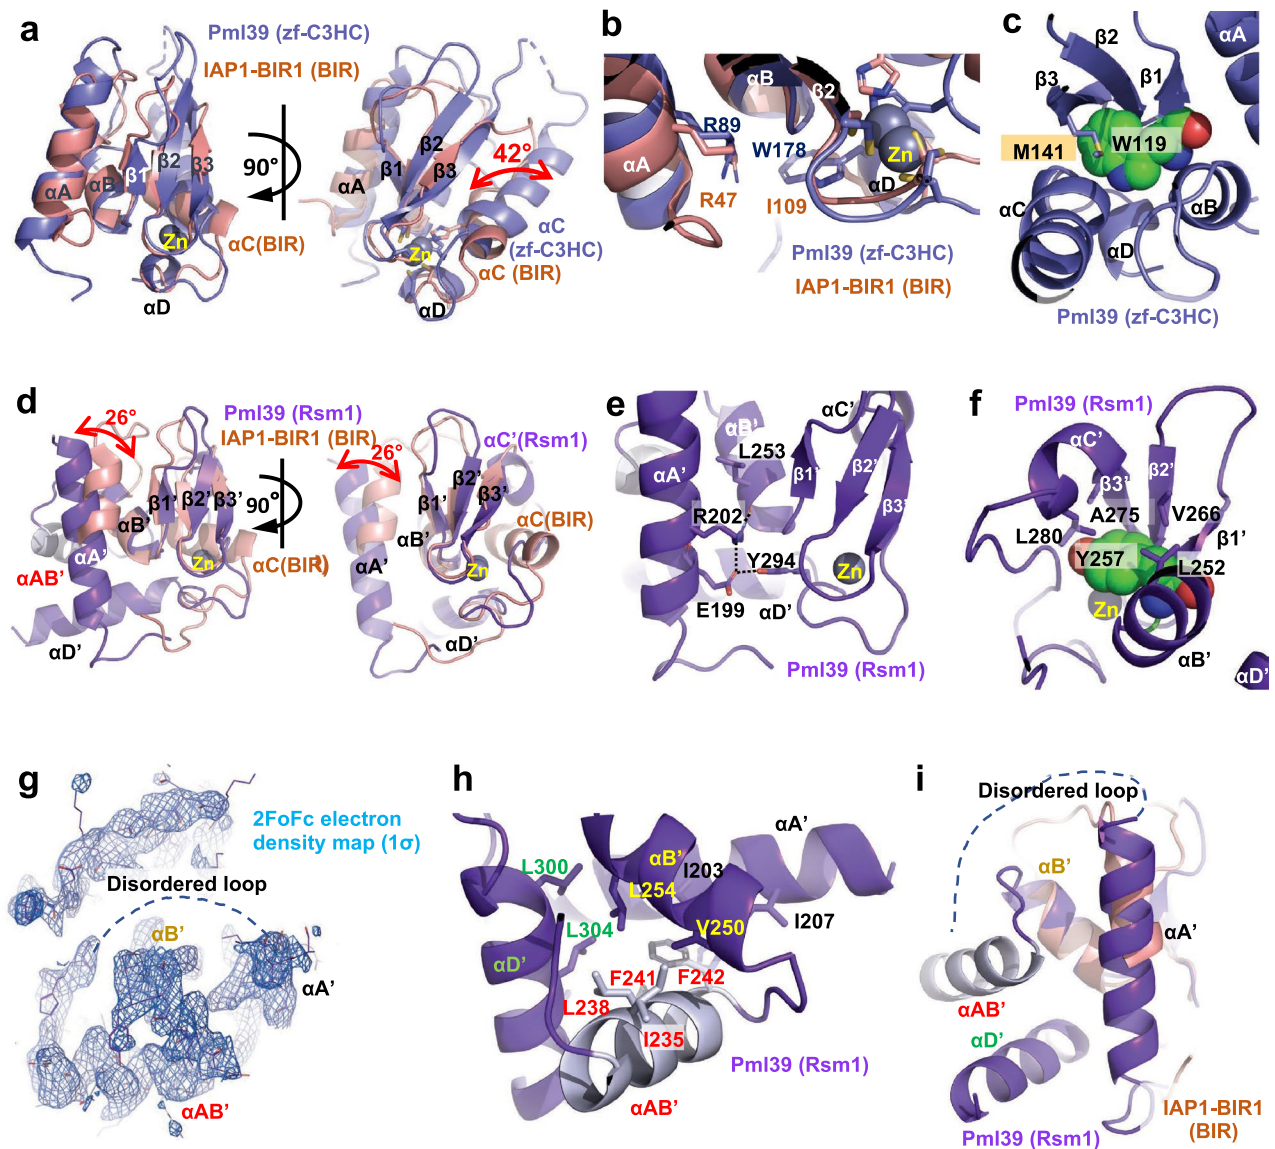 a
Pml39 (zf-C3HC)
IAP1-BIR1 (BIR)
90°
αA
αB
β1
β2
β3
Zn
αC(BIR)
αD
42°
αA
β1
β2
β3
Zn
αC
(zf-C3HC)
αC (BIR)
αD
b
αB
β2
R89
W178
αA
Zn
αD
R47
I109
Pml39 (zf-C3HC)
IAP1-BIR1 (BIR)
c
αA
β2
β3
β1
M141
W119
αC
αB
αD
Pml39 (zf-C3HC)
d
26°
Pml39 (Rsm1)
IAP1-BIR1 (BIR)
90°
β1’
β2’
β3’
αB’
αA’
αAB’
Zn
αC(BIR)
αD’
26°
αC’(Rsm1)
β2’
β1’
β3’
αB’
αC(BIR)
αA’
Zn
αD’
e
αC’
αB’
L253
αA’
β1’
β2’
β3’
R202
Y294
Zn
E199
αD’
Pml39 (Rsm1)
f
Pml39 (Rsm1)
αC’
β3’
β2’
A275
V266
β1’
L280
Y257
L252
Zn
αB’
αD’
g
2FoFc electron
density map (1σ)
Disordered loop
αB’
αA’
αAB’
h
αA’
αB’
I203
L300
L254
I207
V250
L304
αD’
F241
F242
L238
I235
Pml39 (Rsm1)
αAB’
i
Disordered loop
αB’
αA’
αAB’
αD’
IAP1-BIR1
(BIR)
Pml39 (Rsm1)